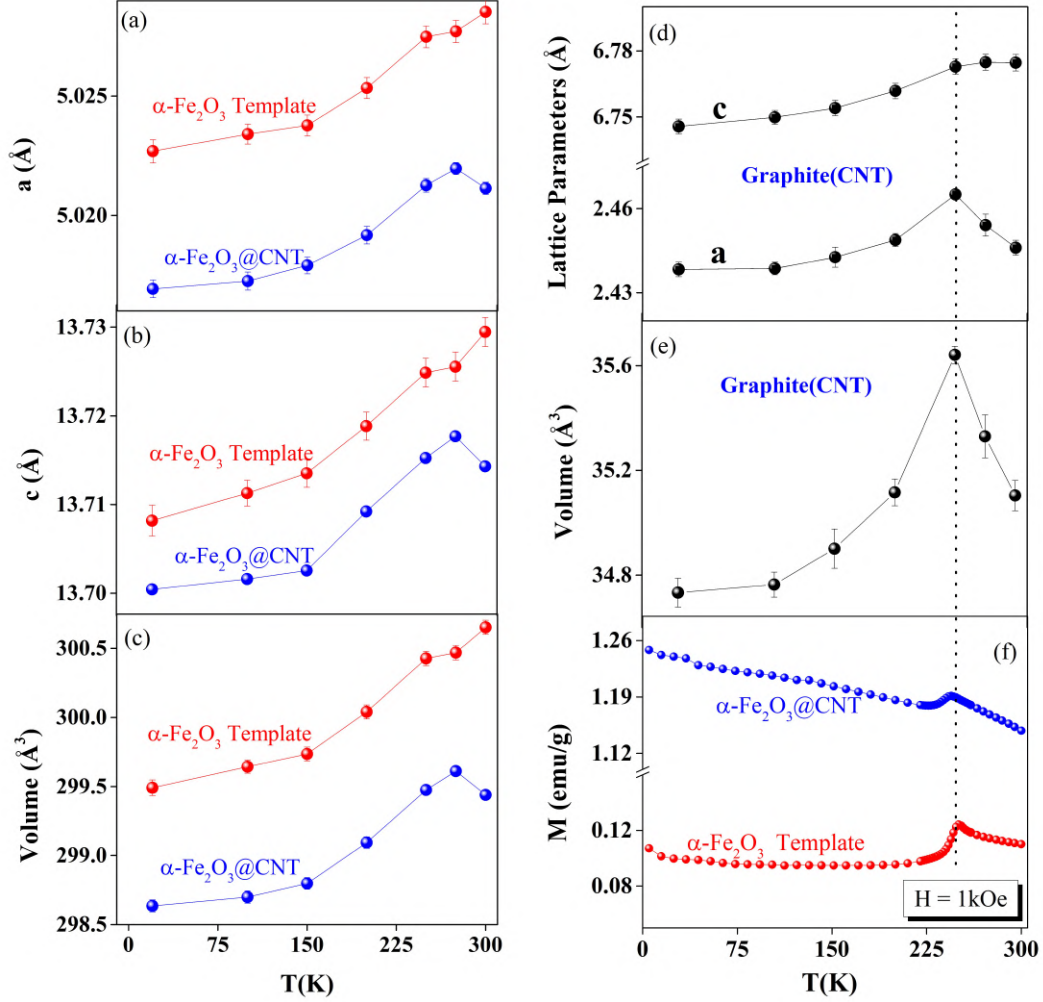 (a)
5.025
5.020
a (Å)
α-Fe₂O₃ Template
α-Fe₂O₃@CNT
(b)
13.73
13.72
13.71
13.70
c (Å)
α-Fe₂O₃ Template
α-Fe₂O₃@CNT
(c)
300.5
300.0
299.5
299.0
298.5
Volume (Å³)
α-Fe₂O₃ Template
α-Fe₂O₃@CNT
0 75 150 225 300
T(K)
(d)
6.78
6.75
2.46
2.43
Lattice Parameters (Å)
c
Graphite(CNT)
a
(e)
35.6
35.2
34.8
Volume (Å³)
Graphite(CNT)
(f)
1.26
1.19
1.12
0.12
0.08
M (emu/g)
α-Fe₂O₃@CNT
α-Fe₂O₃ Template
H = 1kOe
0 75 150 225 300
T(K)